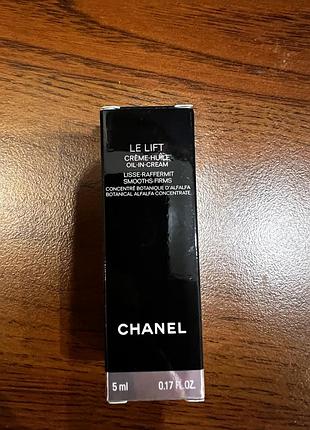 LE LIFT
CRÈME-HUILE
OIL-IN-CREAM
LISSE-RAFFERMIT
SMOOTHS-FIRMS
CONCENTRÉ BOTANIQUE D'ALFALFA
BOTANICAL ALFALFA CONCENTRATE
CHANEL
5 ml 0.17 FL. OZ.